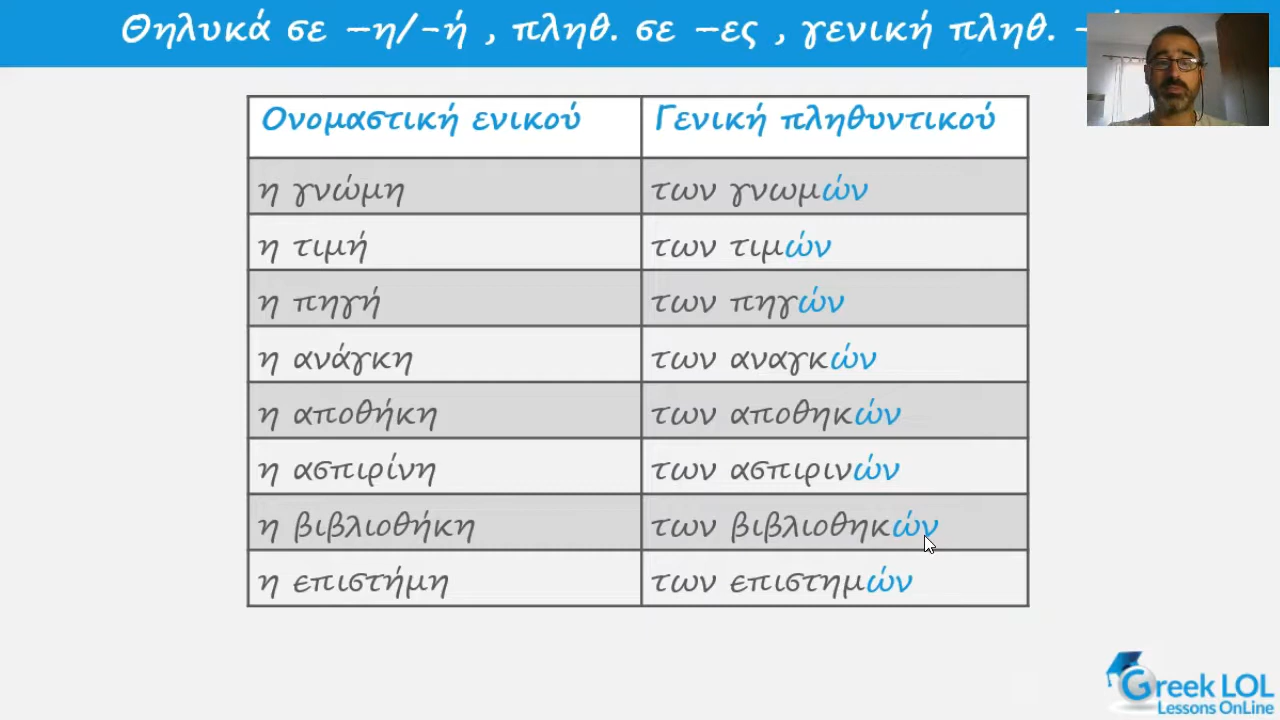 Θηλυκά σε –η/-ή , πληθ. σε –ες , γενική πληθ.
Ονομαστική ενικού Γενική πληθυντικού
η γνώμη των γνωμών
η τιμή των τιμών
η πηγή των πηγών
η ανάγκη των αναγκών
η αποθήκη των αποθηκών
η ασπιρίνη των ασπιρινών
η βιβλιοθήκη των βιβλιοθηκών
η επιστήμη των επιστημών
Greek LOL
Lessons OnLine